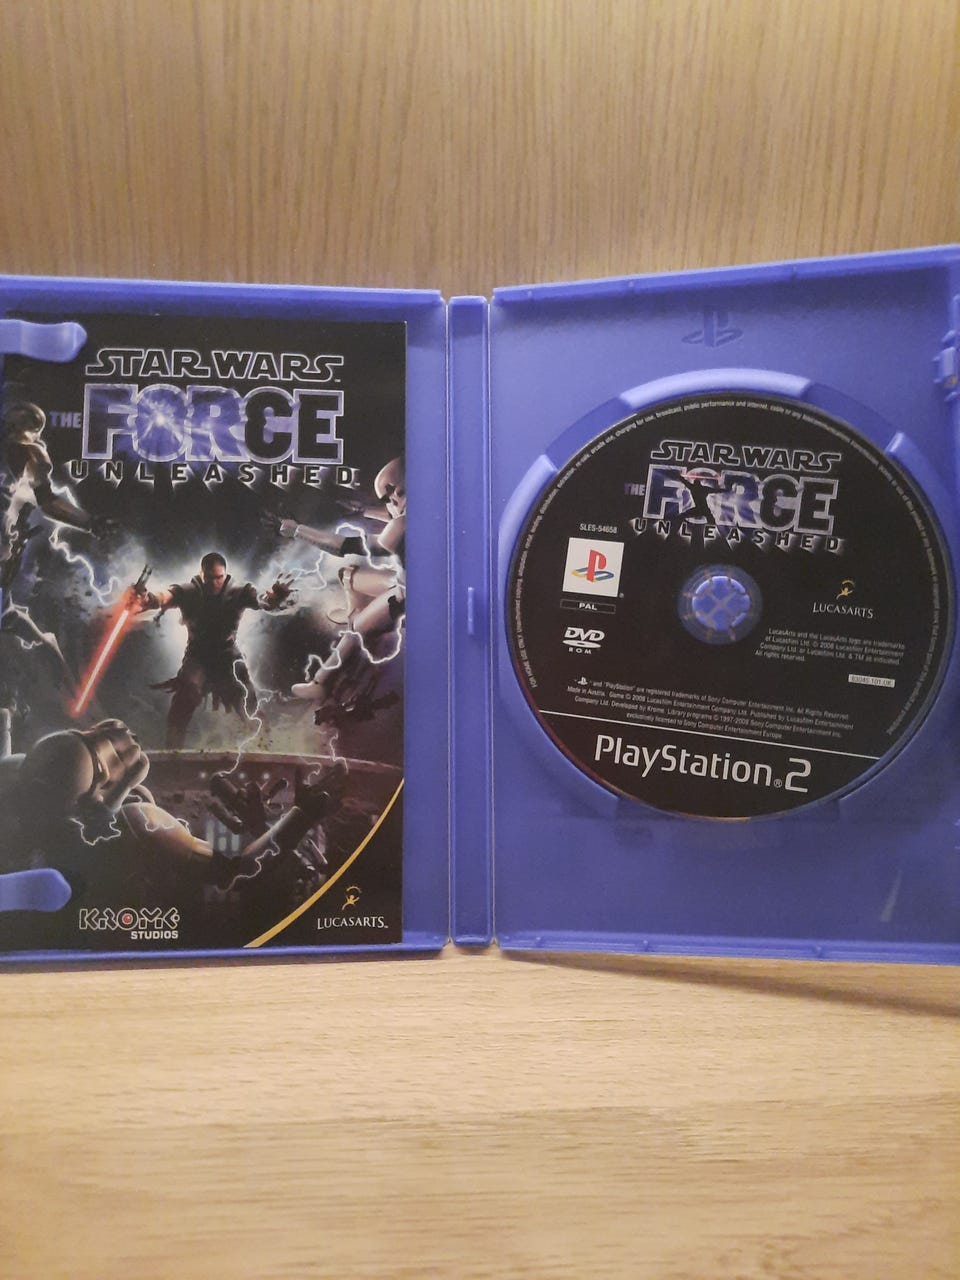 STAR WARS
THE FORCE
UNLEASHED
KROME
STUDIOS
LUCASARTS
STAR WARS
THE FORCE
UNLEASHED
SLES-54658
PAL
DVD
ROM
LUCASARTS
LucasArts and the LucasArts logo are trademarks
of Lucasfilm Ltd. © 2008 Lucasfilm Entertainment
Company Ltd. or Lucasfilm Ltd. & TM as indicated.
All rights reserved.
and "PlayStation" are registered trademarks of Sony Computer Entertainment Inc. All Rights Reserved.
Made in Austria. Game © 2008 Lucasfilm Entertainment Company Ltd. Published by Lucasfilm Entertainment
Company Ltd. Developed by Krome. Library programs © 1997-2008 Sony Computer Entertainment Inc.
exclusively licensed to Sony Computer Entertainment Europe.
PlayStation®2